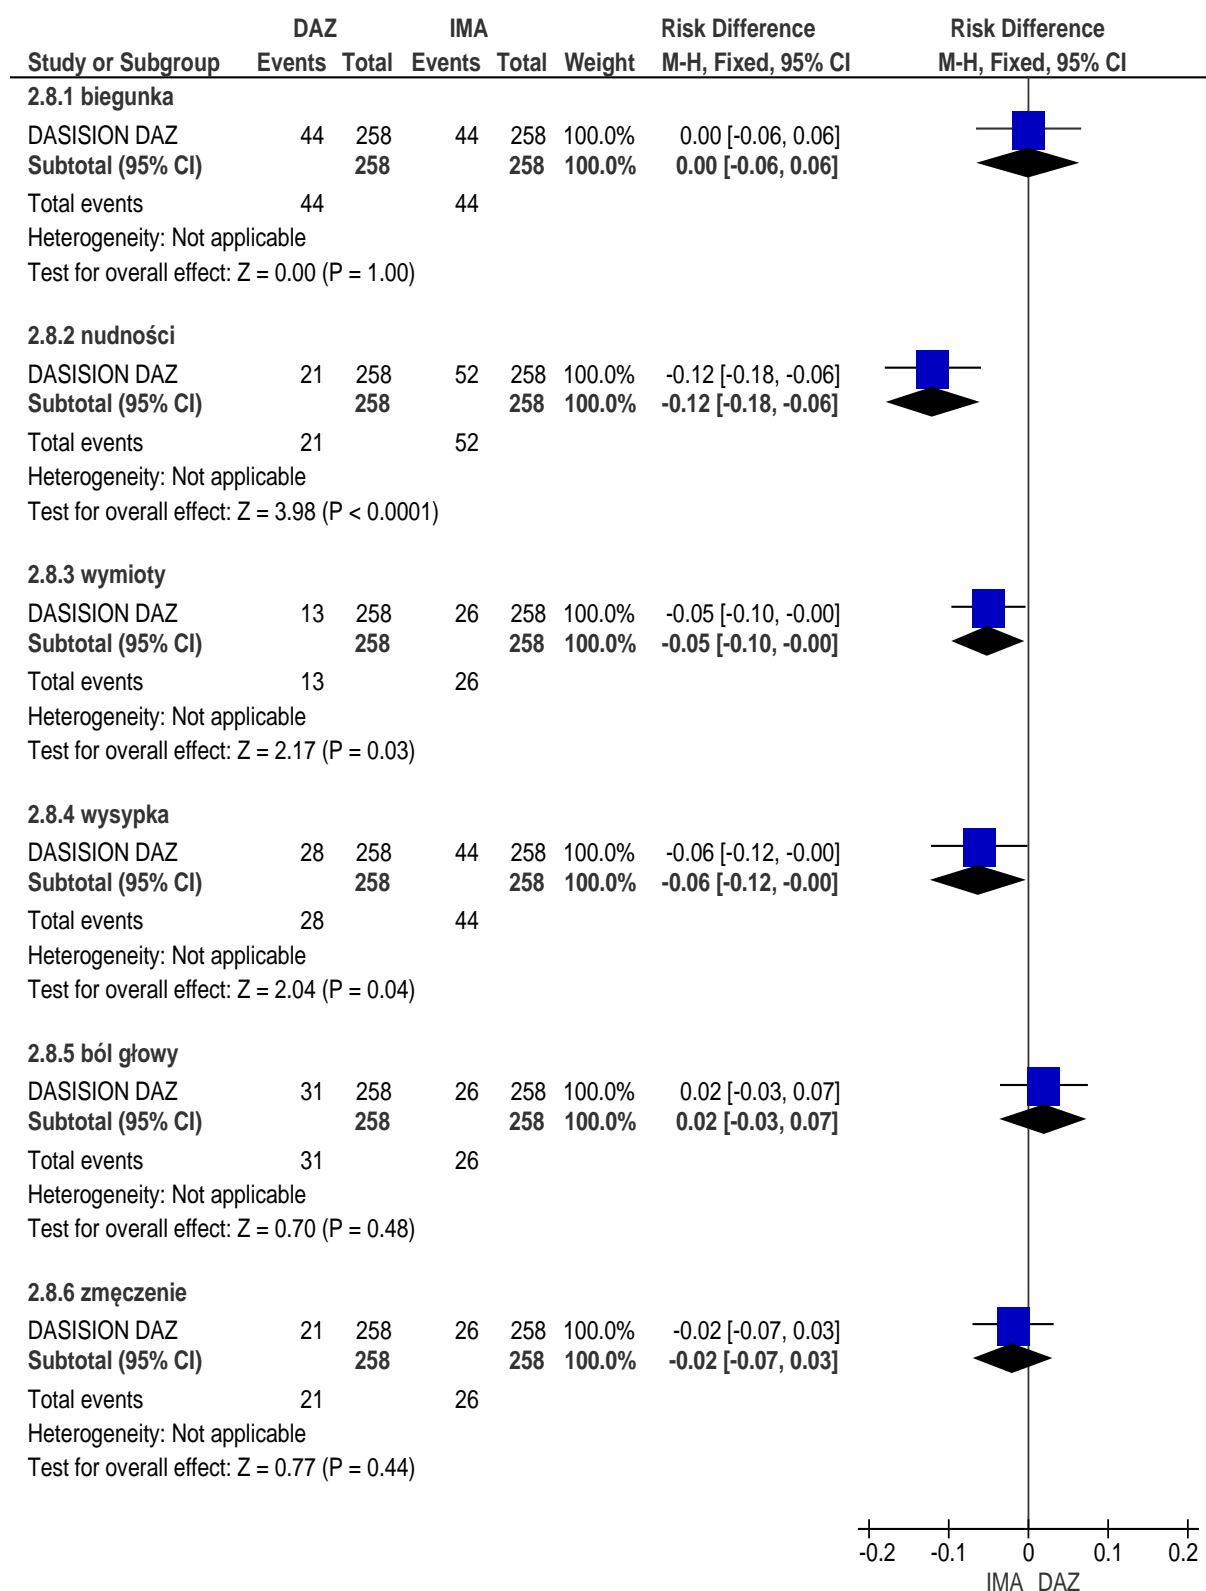 DAZ IMA Risk Difference Risk Difference
Study or Subgroup Events Total Events Total Weight M-H, Fixed, 95% CI M-H, Fixed, 95% CI
2.8.1 biegunka
DASISION DAZ 44 258 44 258 100.0% 0.00 [-0.06, 0.06]
Subtotal (95% CI) 258 258 100.0% 0.00 [-0.06, 0.06]
Total events 44 44
Heterogeneity: Not applicable
Test for overall effect: Z = 0.00 (P = 1.00)
2.8.2 nudności
DASISION DAZ 21 258 52 258 100.0% -0.12 [-0.18, -0.06]
Subtotal (95% CI) 258 258 100.0% -0.12 [-0.18, -0.06]
Total events 21 52
Heterogeneity: Not applicable
Test for overall effect: Z = 3.98 (P < 0.0001)
2.8.3 wymioty
DASISION DAZ 13 258 26 258 100.0% -0.05 [-0.10, -0.00]
Subtotal (95% CI) 258 258 100.0% -0.05 [-0.10, -0.00]
Total events 13 26
Heterogeneity: Not applicable
Test for overall effect: Z = 2.17 (P = 0.03)
2.8.4 wysypka
DASISION DAZ 28 258 44 258 100.0% -0.06 [-0.12, -0.00]
Subtotal (95% CI) 258 258 100.0% -0.06 [-0.12, -0.00]
Total events 28 44
Heterogeneity: Not applicable
Test for overall effect: Z = 2.04 (P = 0.04)
2.8.5 ból głowy
DASISION DAZ 31 258 26 258 100.0% 0.02 [-0.03, 0.07]
Subtotal (95% CI) 258 258 100.0% 0.02 [-0.03, 0.07]
Total events 31 26
Heterogeneity: Not applicable
Test for overall effect: Z = 0.70 (P = 0.48)
2.8.6 zmęczenie
DASISION DAZ 21 258 26 258 100.0% -0.02 [-0.07, 0.03]
Subtotal (95% CI) 258 258 100.0% -0.02 [-0.07, 0.03]
Total events 21 26
Heterogeneity: Not applicable
Test for overall effect: Z = 0.77 (P = 0.44)
-0.2 -0.1 0 0.1 0.2
IMA DAZ